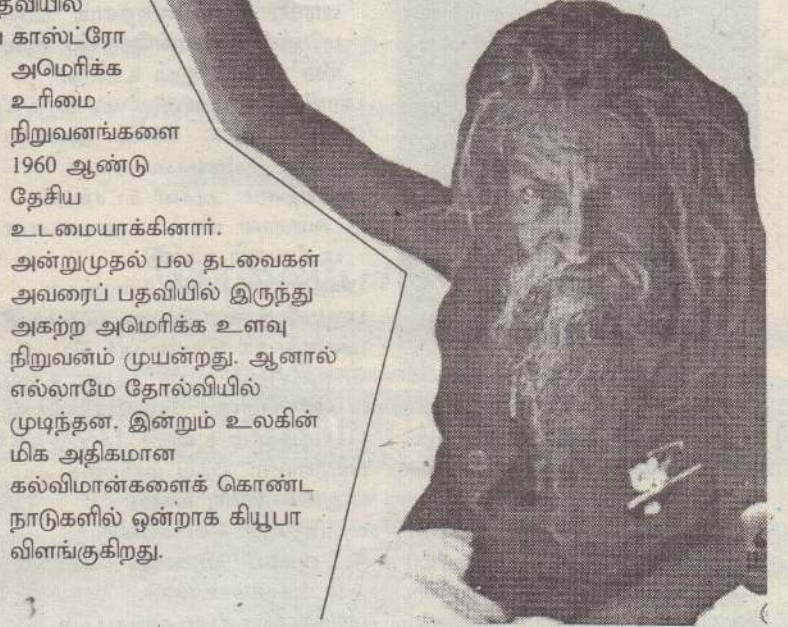 காஸ்ட்ரோ
அமெரிக்க
உரிமை
நிறுவனங்களை
1960 ஆண்டு
தேசிய
உடமையாக்கினார்.
அன்றுமுதல் பல தடவைகள்
அவரைப் பதவியில் இருந்து
அகற்ற அமெரிக்க உளவு
நிறுவனம் முயன்றது. ஆனால்
எல்லாமே தோல்வியில்
முடிந்தன. இன்றும் உலகின்
மிக அதிகமான
கல்விமான்களைக் கொண்ட
நாடுகளில் ஒன்றாக கியூபா
விளங்குகிறது.